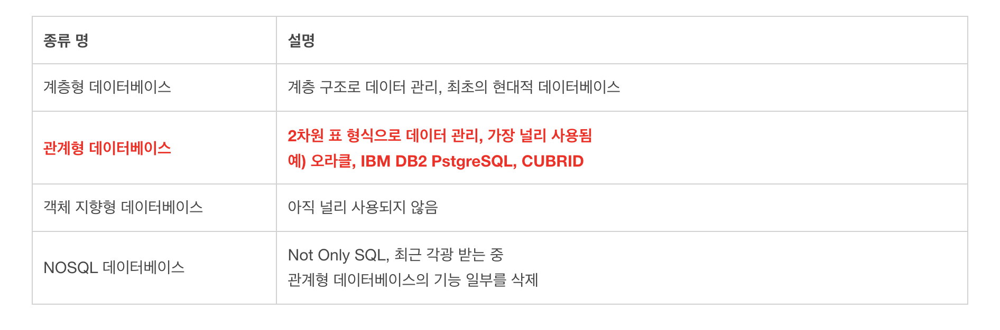 종류 명
설명
계층형 데이터베이스
계층 구조로 데이터 관리, 최초의 현대적 데이터베이스
관계형 데이터베이스
2차원 표 형식으로 데이터 관리, 가장 널리 사용됨
예) 오라클, IBM DB2 PstgreSQL, CUBRID
객체 지향형 데이터베이스
아직 널리 사용되지 않음
NOSQL 데이터베이스
Not Only SQL, 최근 각광 받는 중
관계형 데이터베이스의 기능 일부를 삭제